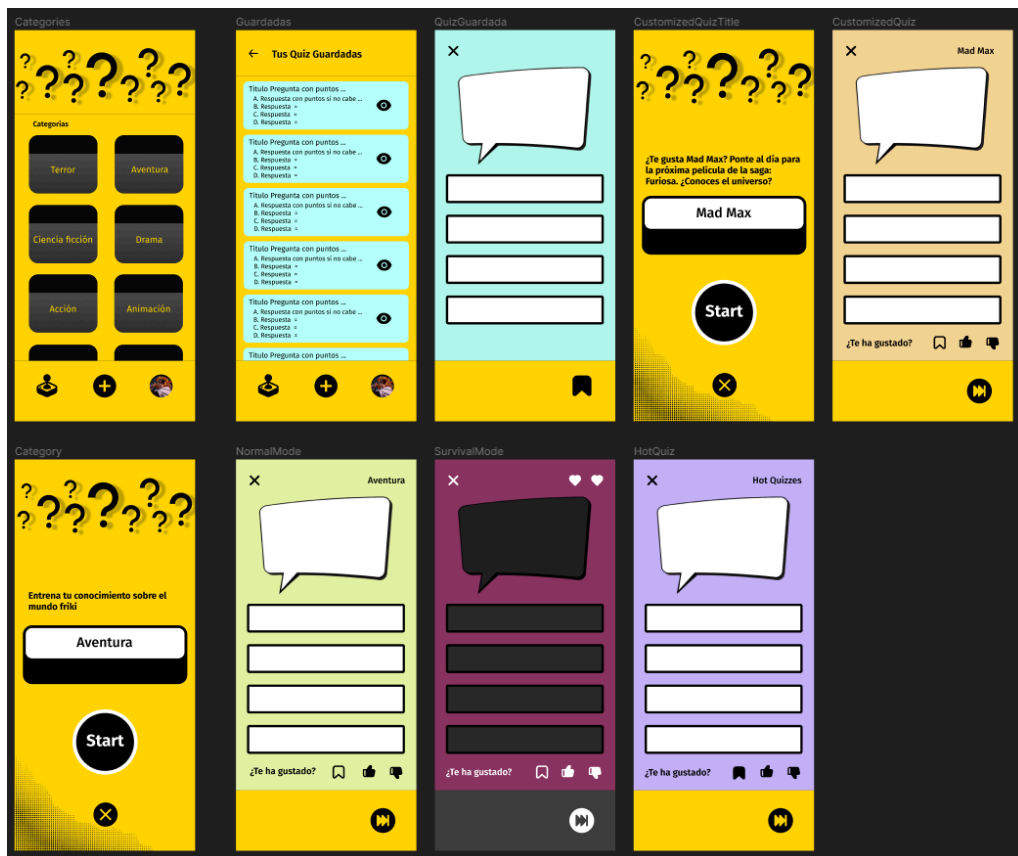 Categories
?
?
?
?
?
?
?
?
?
Categorias
Terror
Aventura
Ciencia ficción
Drama
Acción
Animación
Guardadas
Tus Quiz Guardadas
Titulo Pregunta con puntos ...
A. Respuesta con puntos si no cabe ...
B. Respuesta =
C. Respuesta =
D. Respuesta =
Titulo Pregunta con puntos ...
A. Respuesta con puntos si no cabe ...
B. Respuesta =
C. Respuesta =
D. Respuesta =
Titulo Pregunta con puntos ...
A. Respuesta con puntos si no cabe ...
B. Respuesta =
C. Respuesta =
D. Respuesta =
Titulo Pregunta con puntos ...
A. Respuesta con puntos si no cabe ...
B. Respuesta =
C. Respuesta =
D. Respuesta =
Titulo Pregunta con puntos ...
A. Respuesta con puntos si no cabe ...
B. Respuesta =
C. Respuesta =
D. Respuesta =
Titulo Pregunta con puntos ...
QuizGuardada
CustomizedQuizTitle
?
?
?
?
?
?
?
?
?
¿Te gusta Mad Max? Ponte al día para
la próxima película de la saga:
Furiosa. ¿Conoces el universo?
Mad Max
Start
CustomizedQuiz
Mad Max
¿Te ha gustado?
Category
?
?
?
?
?
?
?
?
?
Entrena tu conocimiento sobre el
mundo friki
Aventura
Start
NormalMode
Aventura
¿Te ha gustado?
SurvivalMode
¿Te ha gustado?
HotQuiz
Hot Quizzes
¿Te ha gustado?